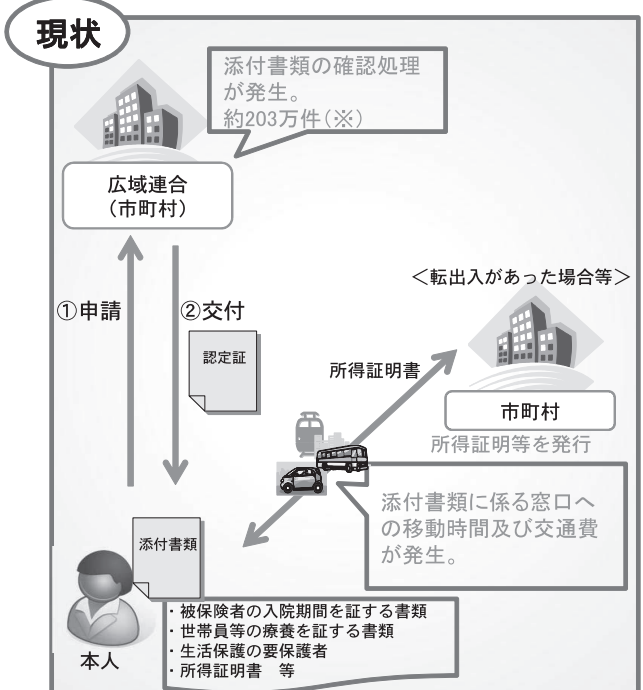 現状
添付書類の確認処理
が発生。
約203万件（※）
広域連合
（市町村）
＜転出入があった場合等＞
①申請
②交付
認定証
所得証明書
市町村
所得証明等を発行
添付書類に係る窓口へ
の移動時間及び交通費
が発生。
添付書類
本人
・被保険者の入院期間を証する書類
・世帯員等の療養を証する書類
・生活保護の要保護者
・所得証明書　等